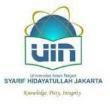 uin
Universitas Islam Negeri
SYARIF HIDAYATULLAH JAKARTA
Knowledge, Piety, Integrity